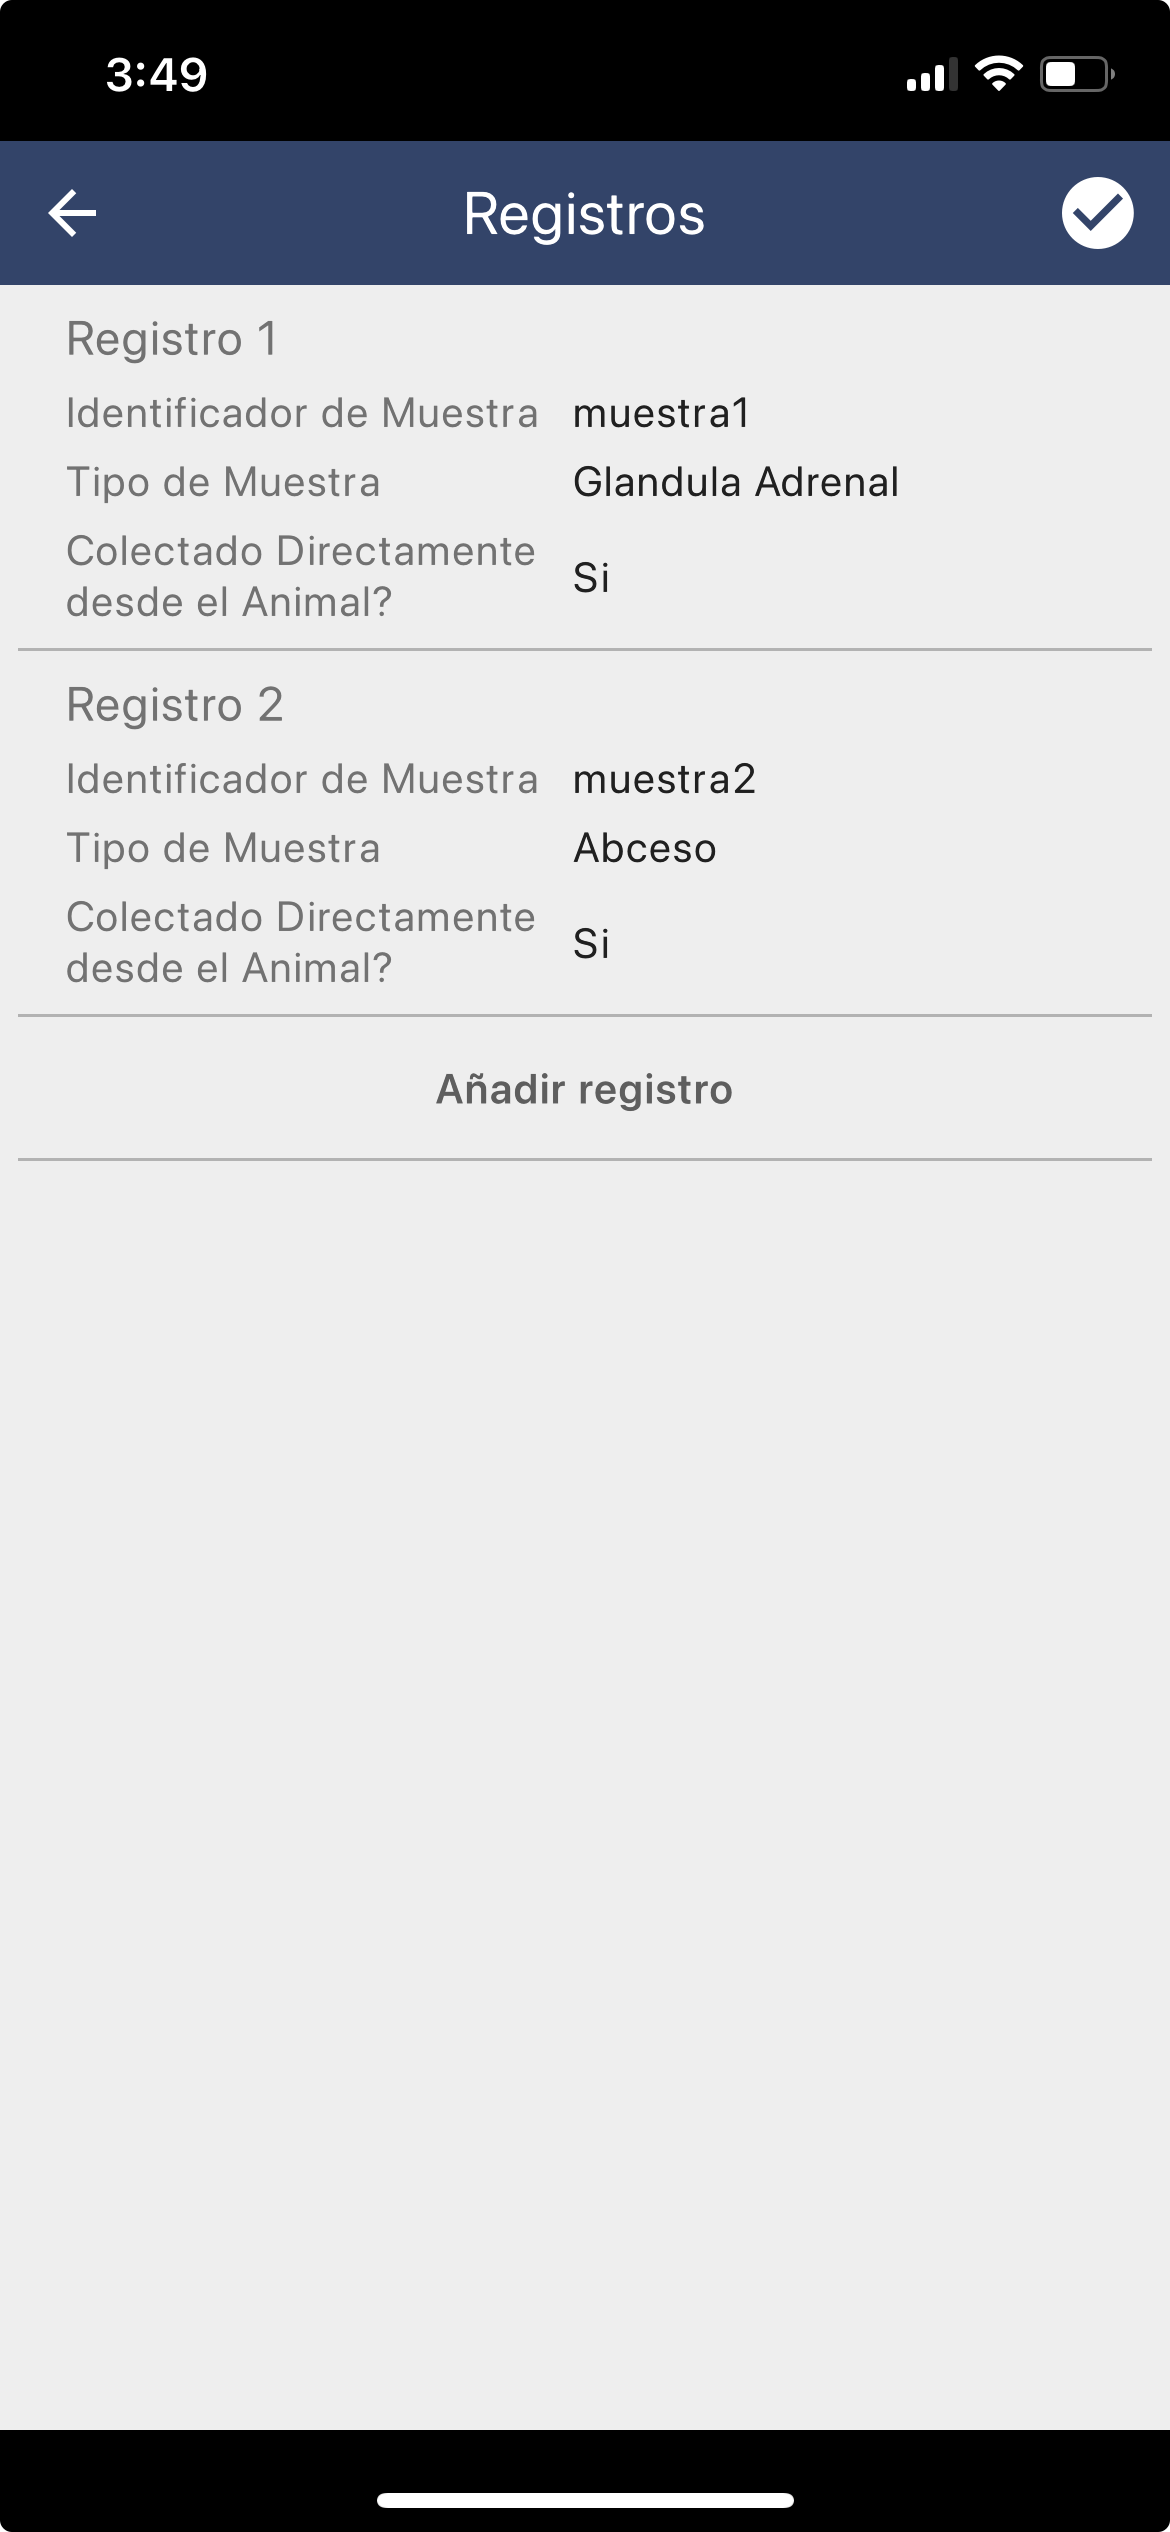 3:49
Registros
Registro 1
Identificador de Muestra muestra1
Tipo de Muestra Glandula Adrenal
Colectado Directamente
desde el Animal?
Si
Registro 2
Identificador de Muestra muestra2
Tipo de Muestra Abceso
Colectado Directamente
desde el Animal?
Si
Añadir registro